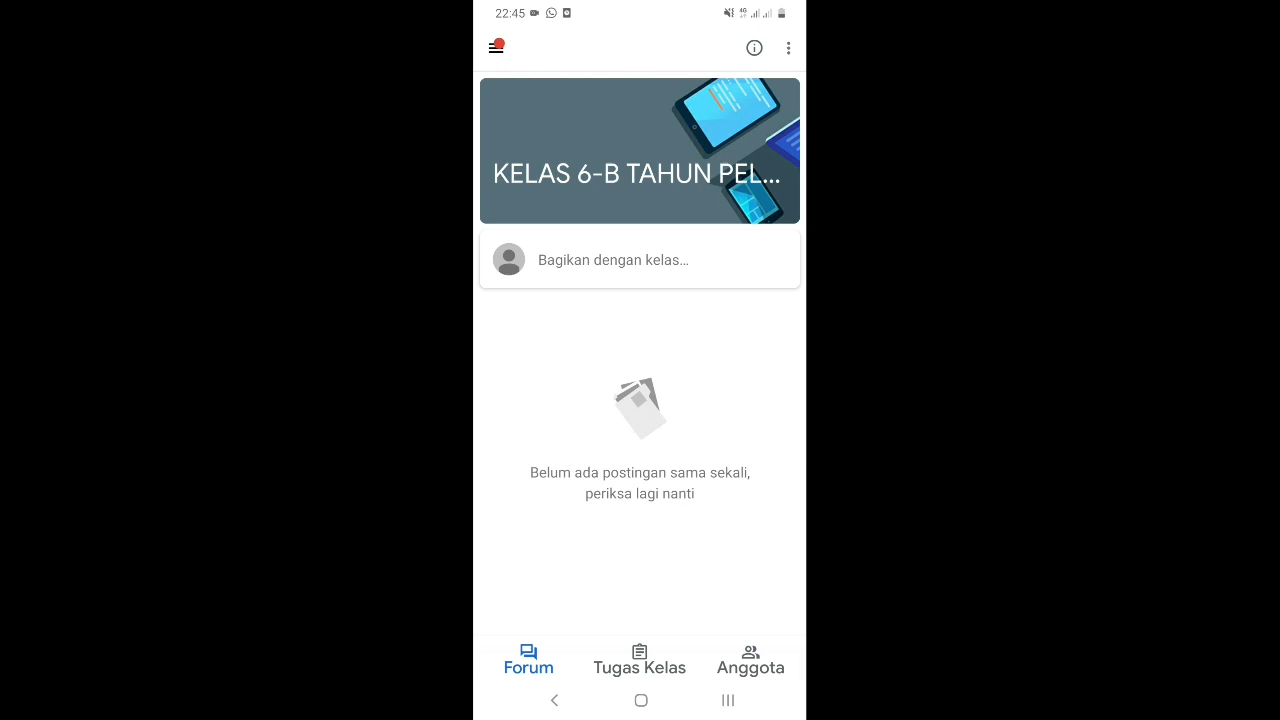 22:45
4G
KELAS 6-B TAHUN PEL...
Bagikan dengan kelas...
Belum ada postingan sama sekali,
periksa lagi nanti
Forum
Tugas Kelas
Anggota